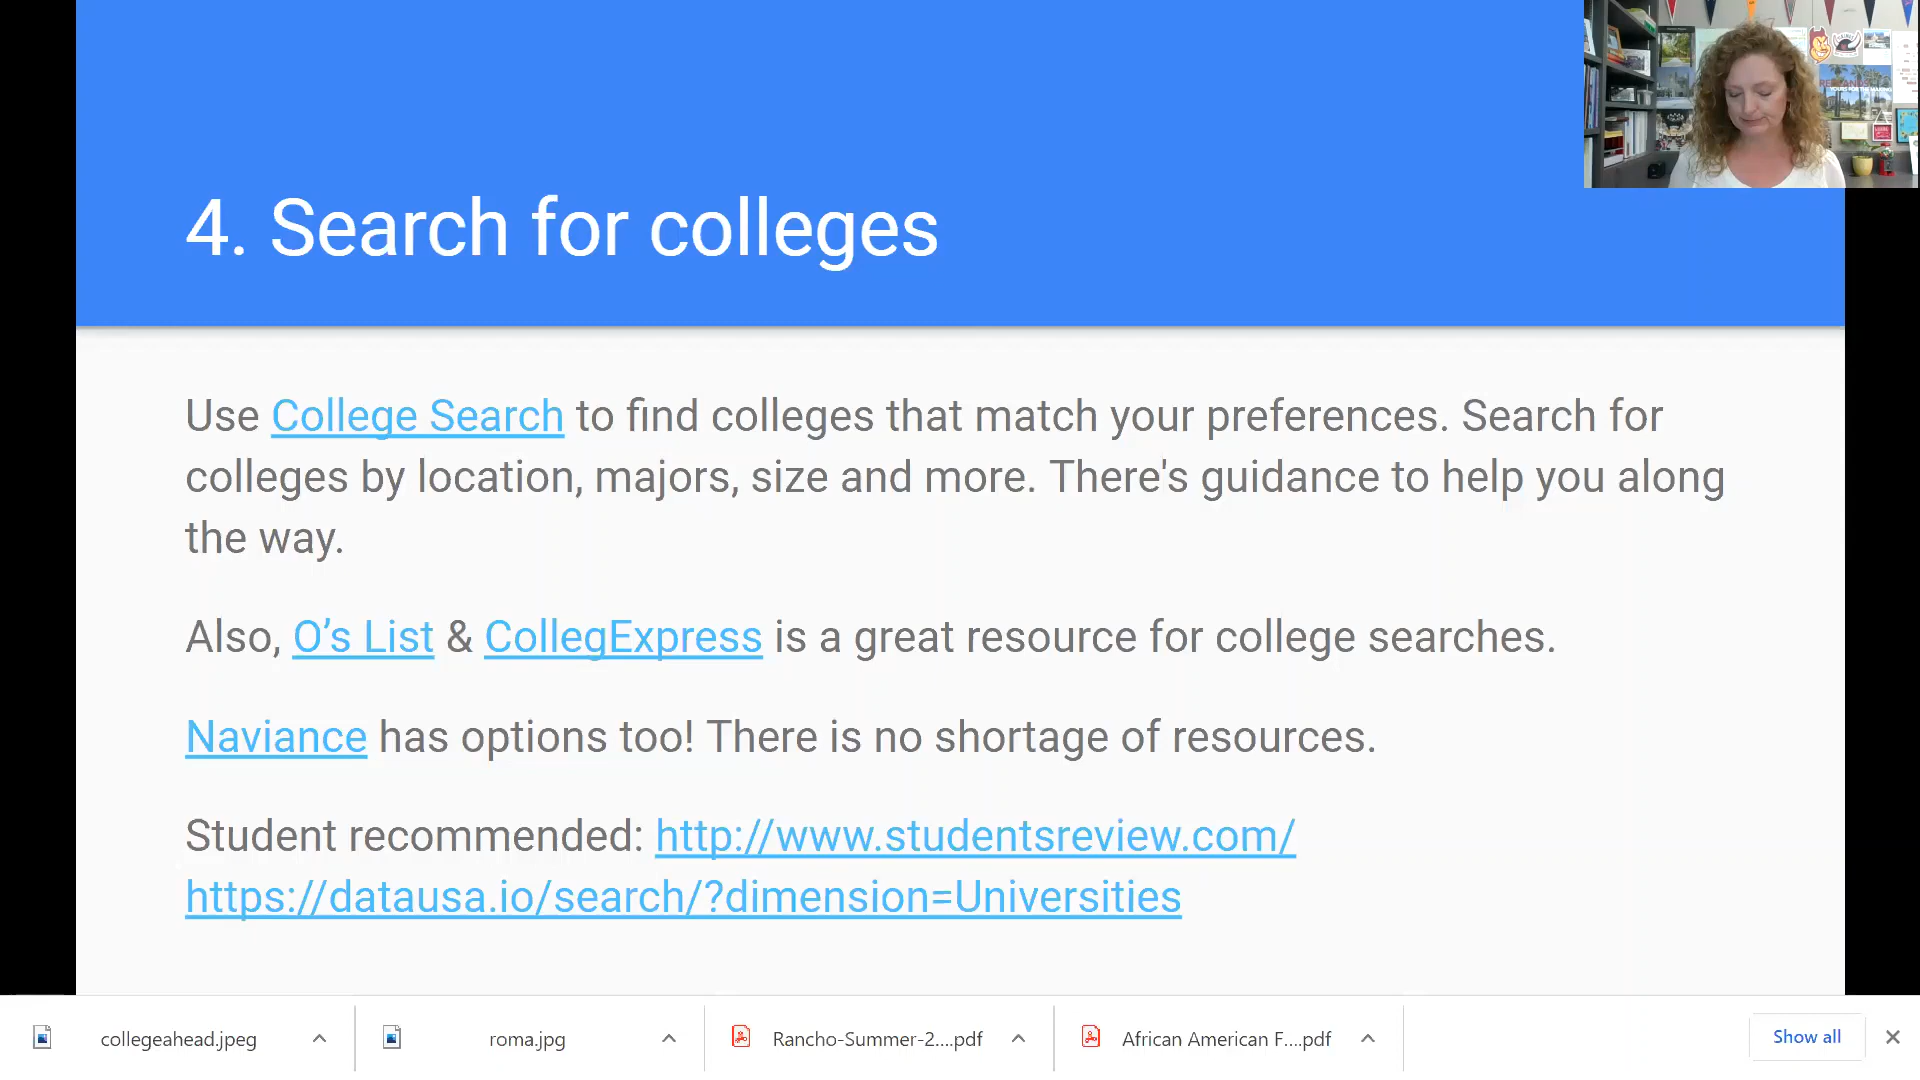 4. Search for colleges
Use College Search to find colleges that match your preferences. Search for
colleges by location, majors, size and more. There's guidance to help you along
the way.
Also, O’s List & CollegExpress is a great resource for college searches.
Naviance has options too! There is no shortage of resources.
Student recommended: http://www.studentsreview.com/
https://datausa.io/search/?dimension=Universities
collegeahead.jpeg
roma.jpg
Rancho-Summer-2....pdf
African American F....pdf
Show all